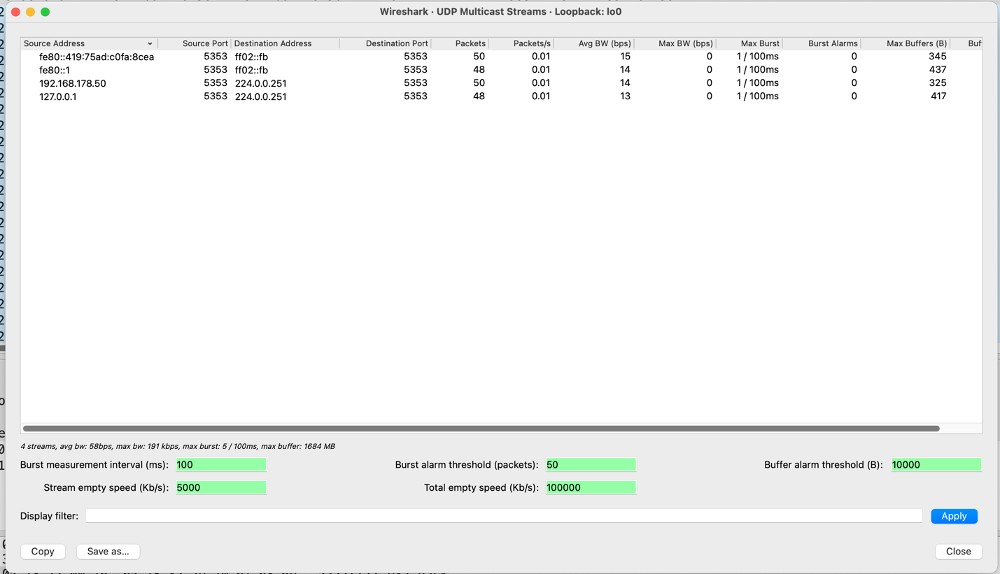 Wireshark · UDP Multicast Streams · Loopback: lo0
Source Address Source Port Destination Address Destination Port Packets Packets/s Avg BW (bps) Max BW (bps) Max Burst Burst Alarms Max Buffers (B) Buf
fe80::419:75ad:c0fa:8cea 5353 ff02::fb 5353 50 0.01 15 0 1 / 100ms 0 345
fe80::1 5353 ff02::fb 5353 48 0.01 14 0 1 / 100ms 0 437
192.168.178.50 5353 224.0.0.251 5353 50 0.01 14 0 1 / 100ms 0 325
127.0.0.1 5353 224.0.0.251 5353 48 0.01 13 0 1 / 100ms 0 417
4 streams, avg bw: 58bps, max bw: 191 kbps, max burst: 5 / 100ms, max buffer: 1684 MB
Burst measurement interval (ms): 100 Burst alarm threshold (packets): 50 Buffer alarm threshold (B): 10000
Stream empty speed (Kb/s): 5000 Total empty speed (Kb/s): 100000
Display filter: Apply
Copy Save as... Close